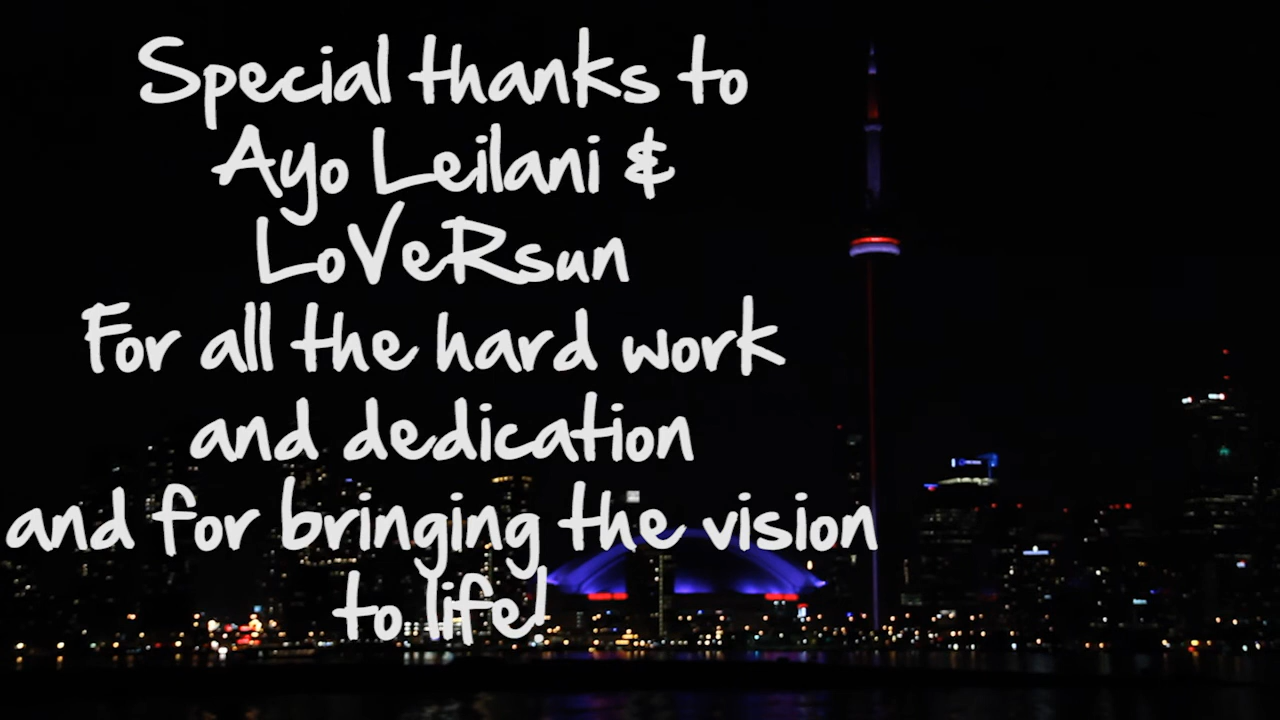 Special thanks to
Ayo Leilani &
LoVeRsun
For all the hard work
and dedication
and for bringing the vision
to life!